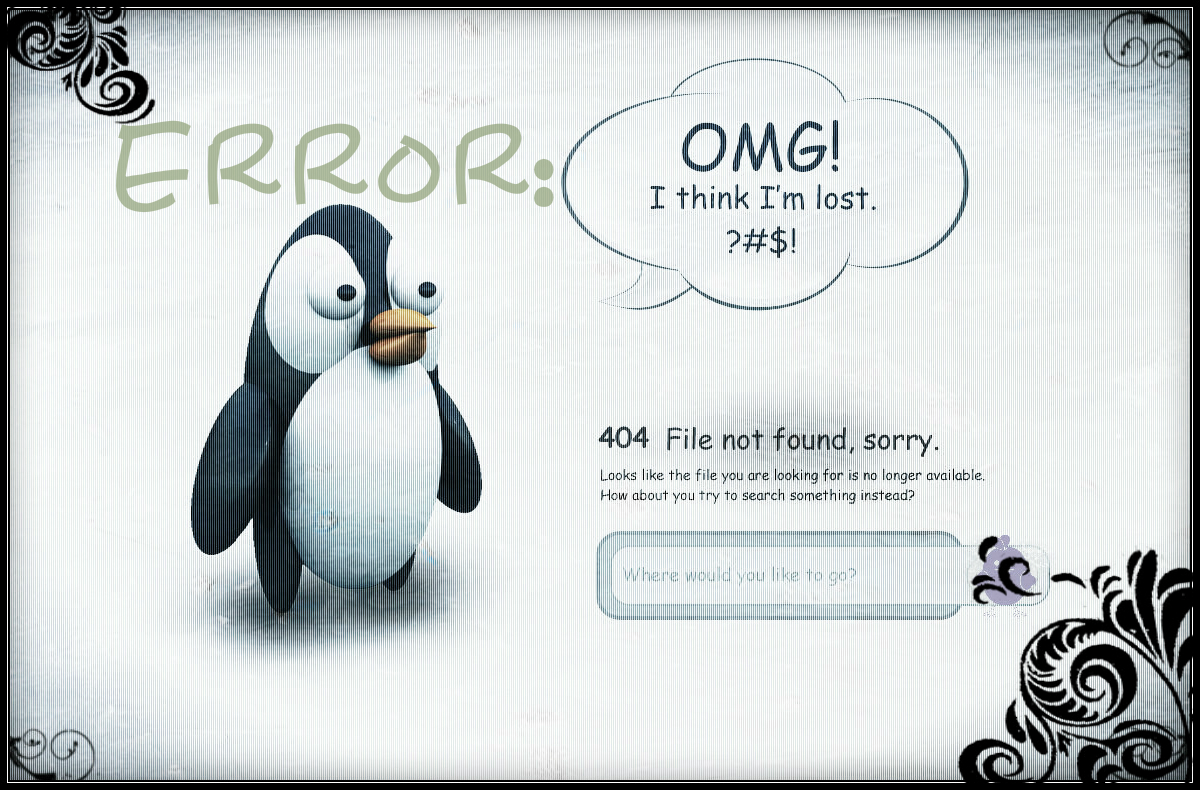 ERROR:
OMG!
I think I'm lost.
?#$!
404 File not found, sorry.
Looks like the file you are looking for is no longer available.
How about you try to search something instead?
Where would you like to go?